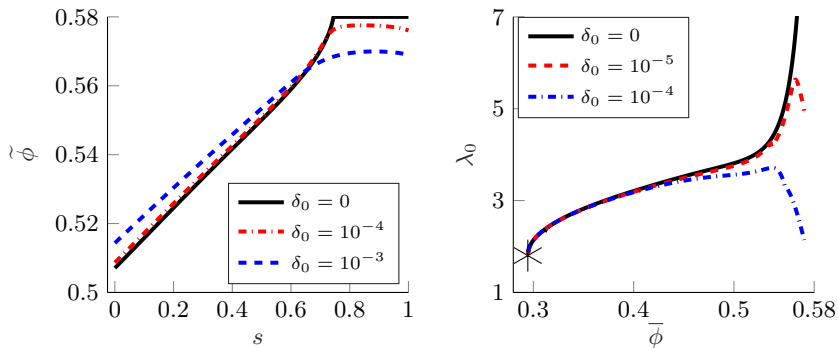 0.58
0.56
0.54
0.52
0.5
ϕ̃
δ₀ = 0
δ₀ = 10⁻⁴
δ₀ = 10⁻³
0 0.2 0.4 0.6 0.8 1
s
7
5
3
1
λ₀
δ₀ = 0
δ₀ = 10⁻⁵
δ₀ = 10⁻⁴
0.3 0.4 0.5 0.58
ϕ̅